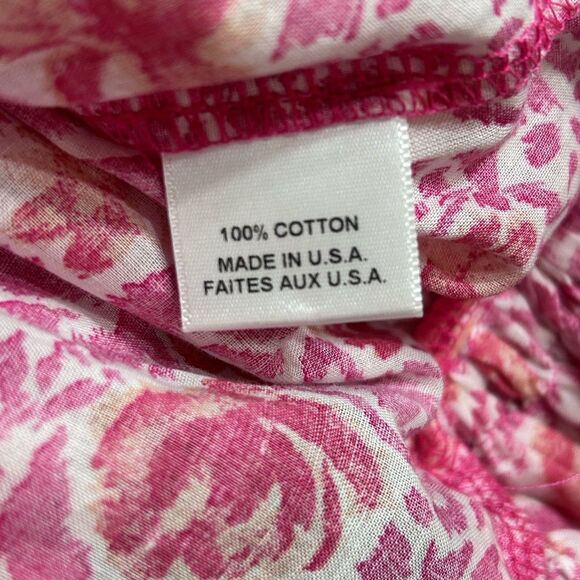 100% COTTON
MADE IN U.S.A.
FAITES AUX U.S.A.